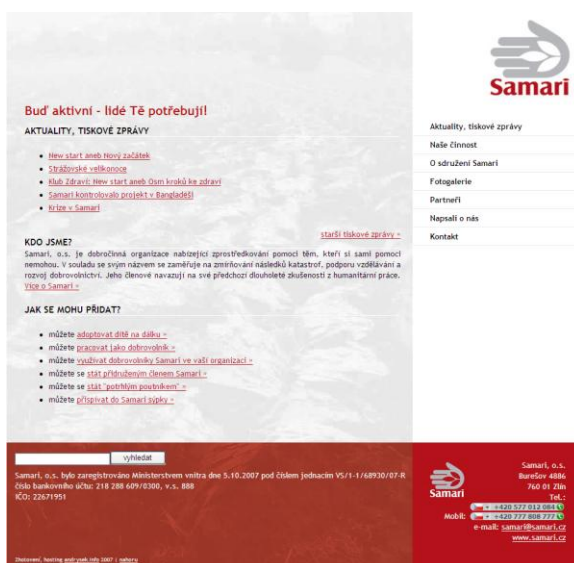 Samari
Buď aktivní - lidé Tě potřebují!
AKTUALITY, TISKOVÉ ZPRÁVY
New start aneb Nový začátek
Strážovské velikonoce
Klub Zdraví: New start aneb Osm kroků ke zdraví
Samari kontrolovalo projekt v Bangladéši
Krize v Samari
starší tiskové zprávy »
KDO JSME?
Samari, o.s. je dobročinná organizace nabízející zprostředkování pomoci těm, kteří si sami pomoci
nemohou. V souladu se svým názvem se zaměřuje na zmírňování následků katastrof, podporu vzdělávání a
rozvoj dobrovolnictví. Jeho členové navazují na své předchozí dlouholeté zkušenosti z humanitární práce.
Více o Samari »
JAK SE MOHU PŘIDAT?
můžete adoptovat dítě na dálku »
můžete pracovat jako dobrovolník »
můžete využívat dobrovolníky Samari ve vaší organizaci »
můžete se stát přidruženým členem Samari »
můžete se stát "potrhlým poutníkem" »
můžete přispívat do Samari sýpky »
Aktuality, tiskové zprávy
Naše činnost
O sdružení Samari
Fotogalerie
Partneři
Napsali o nás
Kontakt
vyhledat
Samari, o.s. bylo zaregistrováno Ministerstvem vnitra dne 5.10.2007 pod číslem jednacím VS/1-1/68930/07-R
číslo bankovního účtu: 218 288 609/0300, v.s. 888
IČO: 22671951
Zhotovení, hosting andrysek.info 2007 | nahoru
Samari
Samari, o.s.
Burešov 4886
760 01 Zlín
Tel.:
+420 577 012 084
Mobil: +420 777 808 777
e-mail: samari@samari.cz
www.samari.cz